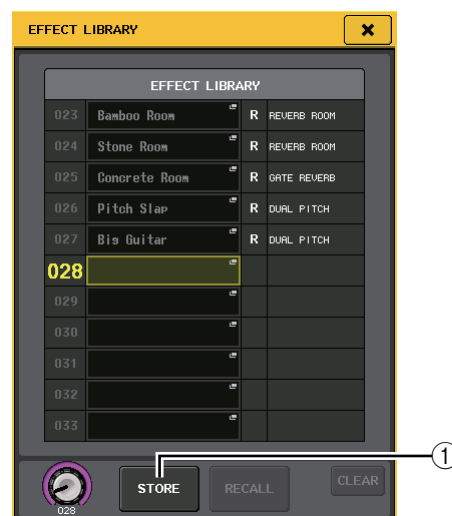 EFFECT LIBRARY
EFFECT LIBRARY
023 Bamboo Room R REVERB ROOM
024 Stone Room R REVERB ROOM
025 Concrete Room R GATE REVERB
026 Pitch Slap R DUAL PITCH
027 Big Guitar R DUAL PITCH
028
029
030
031
032
033
1
STORE RECALL CLEAR
028